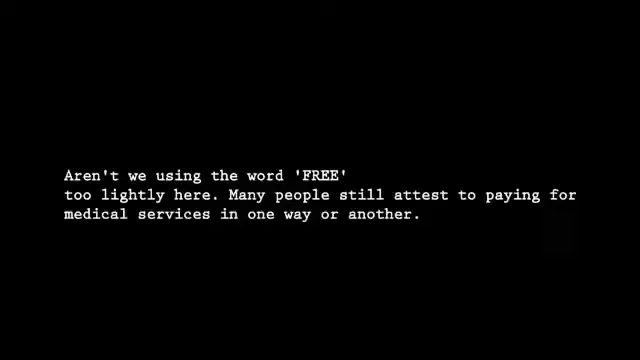 Aren't we using the word 'FREE'
too lightly here. Many people still attest to paying for
medical services in one way or another.